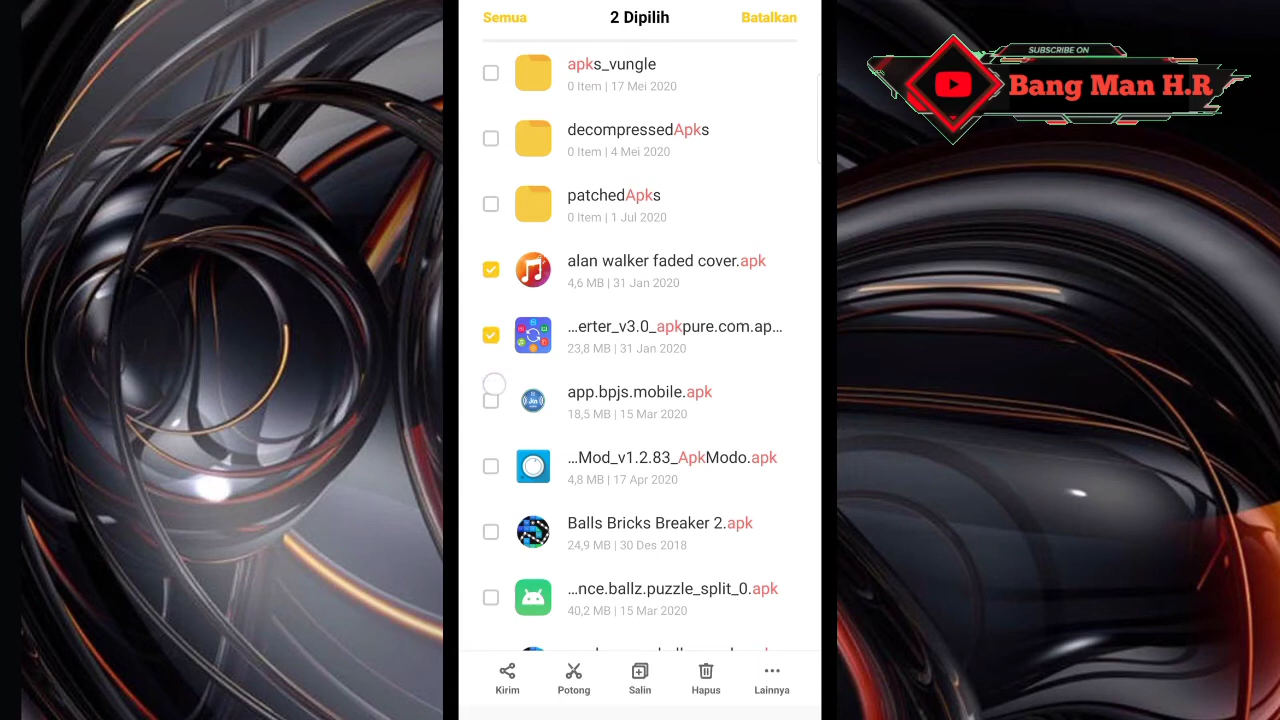 Semua 2 Dipilih Batalkan
apks_vungle
0 Item | 17 Mei 2020
decompressedApks
0 Item | 4 Mei 2020
patchedApks
0 Item | 1 Jul 2020
alan walker faded cover.apk
4,6 MB | 31 Jan 2020
...erter_v3.0_apkpure.com.ap...
23,8 MB | 31 Jan 2020
app.bpjs.mobile.apk
18,5 MB | 15 Mar 2020
...Mod_v1.2.83_ApkModo.apk
4,8 MB | 17 Apr 2020
Balls Bricks Breaker 2.apk
24,9 MB | 30 Des 2018
...nce.ballz.puzzle_split_0.apk
40,2 MB | 15 Mar 2020
Kirim Potong Salin Hapus Lainnya
SUBSCRIBE ON
Bang Man H.R